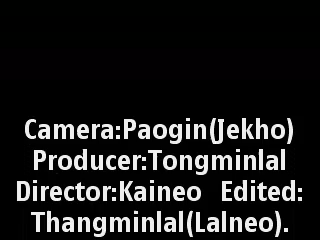 Camera:Paogin(Jekho)
Producer:Tongminlal
Director:Kaineo Edited:
Thangminlal(Lalneo).